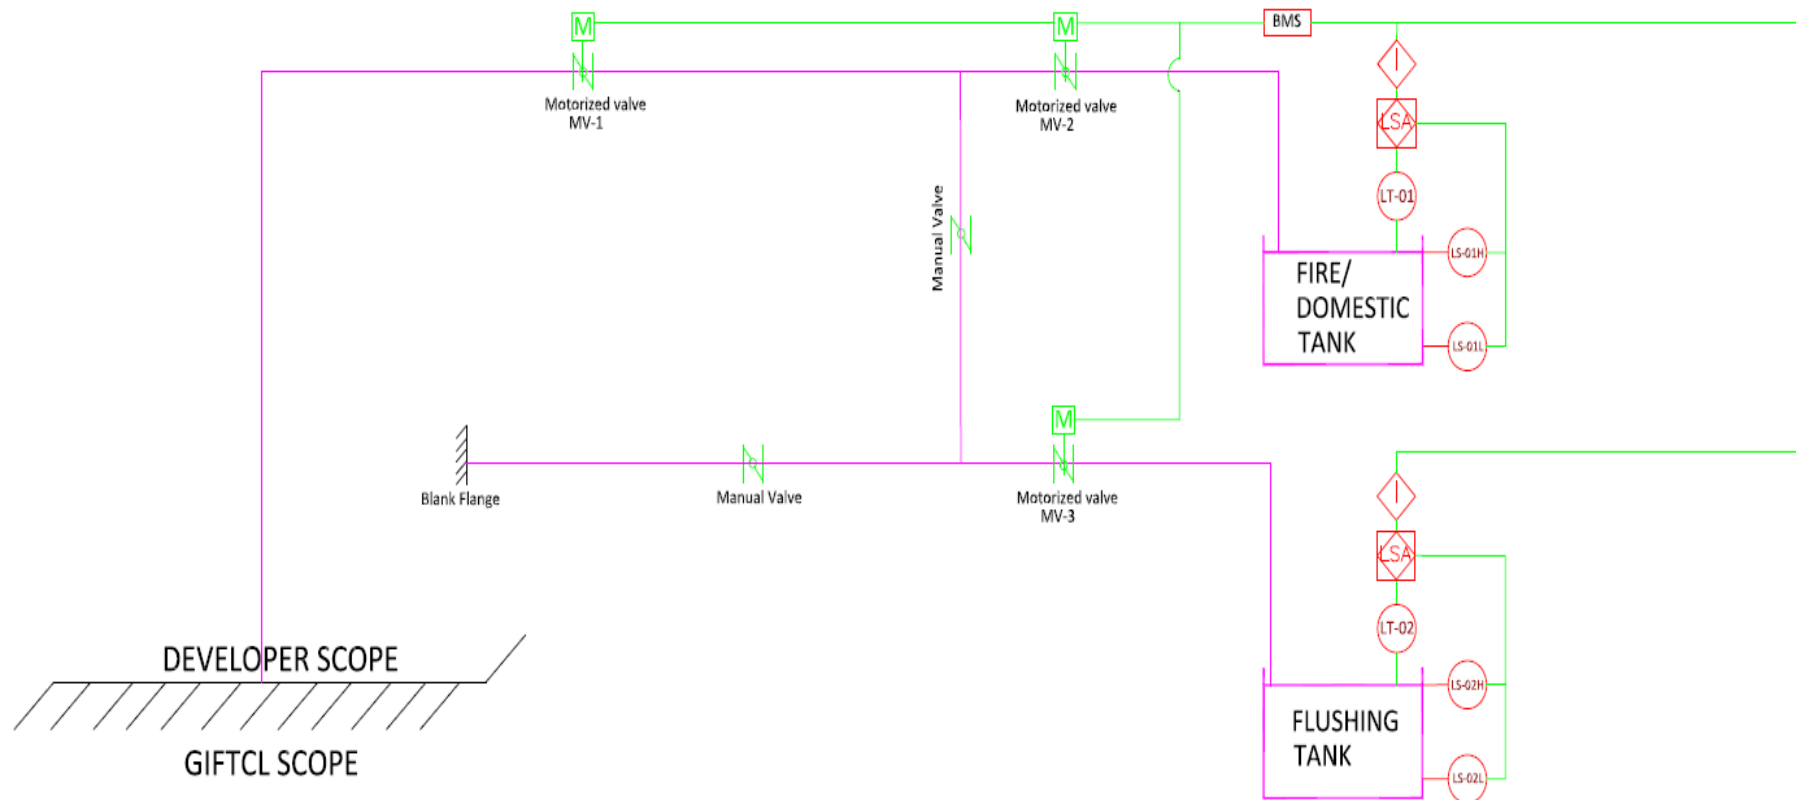 M
M
BMS
I
Motorized valve
MV-1
Motorized valve
MV-2
LSA
LT-01
Manual Valve
LS-01H
FIRE/
DOMESTIC
TANK
LS-01L
M
Blank Flange
Manual Valve
Motorized valve
MV-3
I
LSA
LT-02
DEVELOPER SCOPE
LS-02H
FLUSHING
TANK
GIFTCL SCOPE
LS-02L